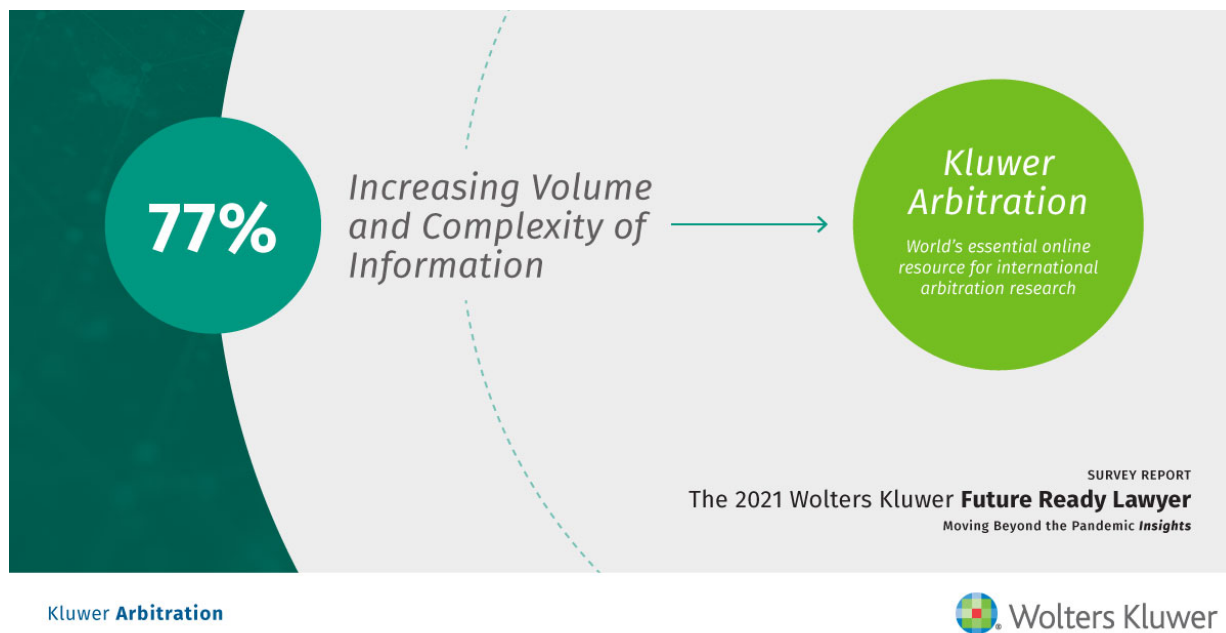 77%
Increasing Volume
and Complexity of
Information
Kluwer
Arbitration
World's essential online
resource for international
arbitration research
SURVEY REPORT
The 2021 Wolters Kluwer Future Ready Lawyer
Moving Beyond the Pandemic Insights
Kluwer Arbitration
Wolters Kluwer